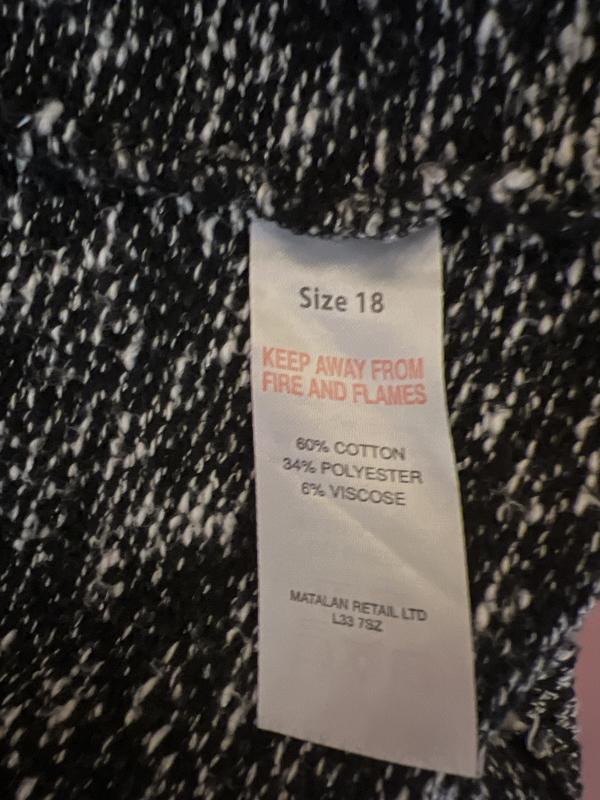 Size 18
KEEP AWAY FROM
FIRE AND FLAMES
60% COTTON
34% POLYESTER
6% VISCOSE
MATALAN RETAIL LTD
L33 7SZ